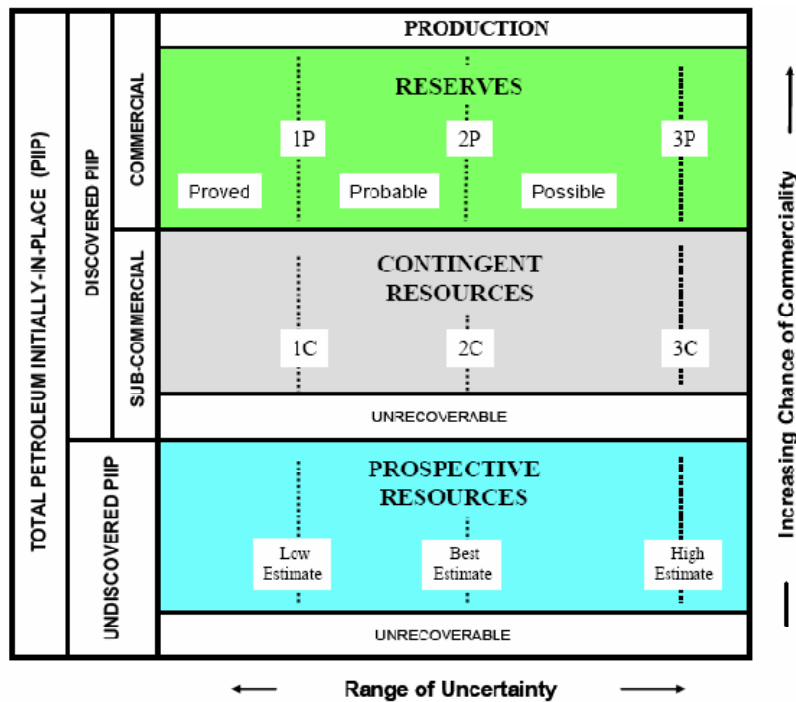 TOTAL PETROLEUM INITIALLY-IN-PLACE (PIIP)
DISCOVERED PIIP
UNDISCOVERED PIIP
COMMERCIAL
SUB-COMMERCIAL
PRODUCTION
RESERVES
1P
2P
3P
Proved
Probable
Possible
CONTINGENT
RESOURCES
1C
2C
3C
UNRECOVERABLE
PROSPECTIVE
RESOURCES
Low
Estimate
Best
Estimate
High
Estimate
UNRECOVERABLE
Increasing Chance of Commerciality
Range of Uncertainty